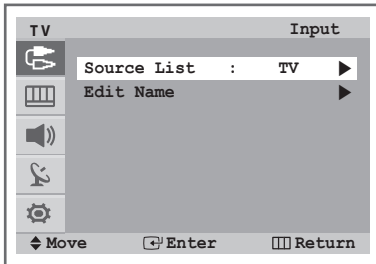 TV Input
Source List : TV
Edit Name
Move Enter Return